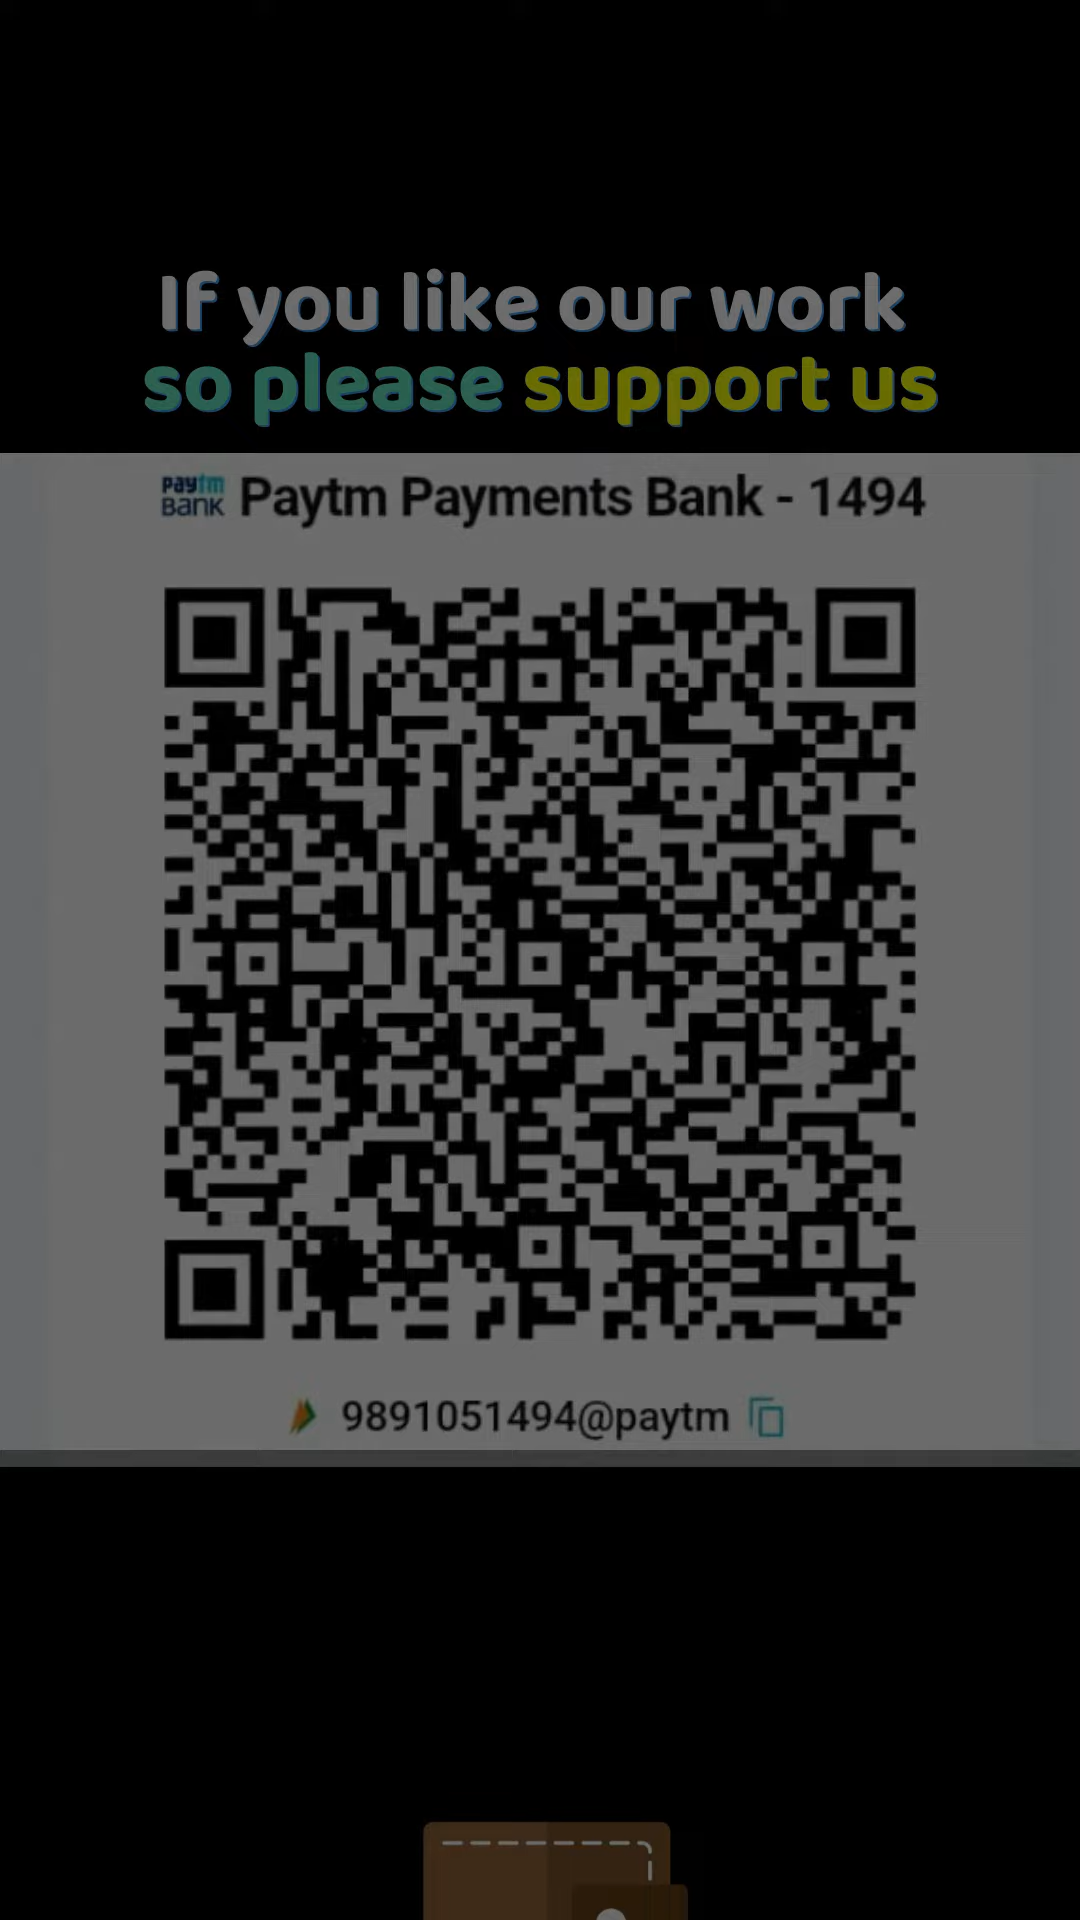 If you like our work
so please support us
paytm
BANK
Paytm Payments Bank - 1494
9891051494@paytm